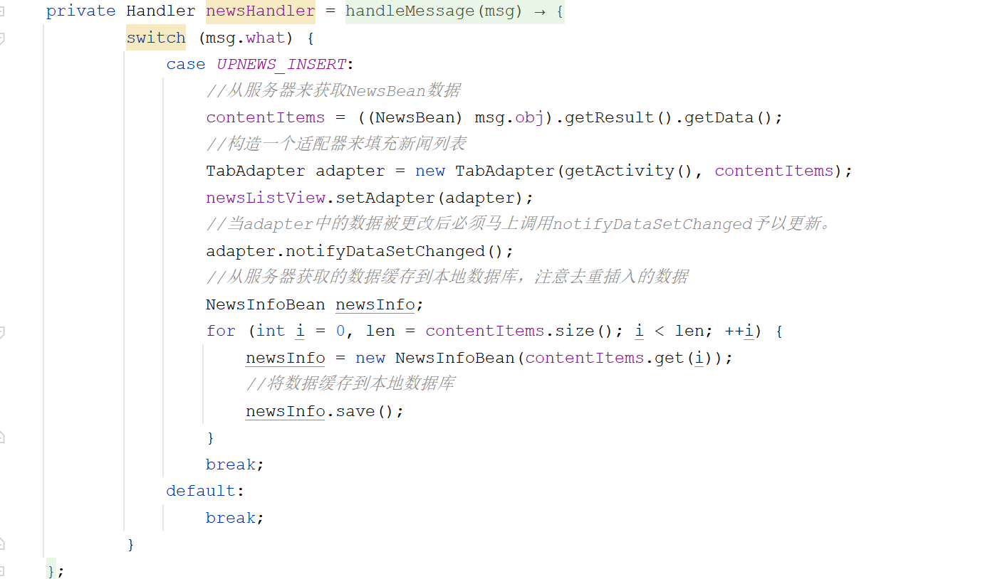 private Handler newsHandler = handleMessage(msg) → {
switch (msg.what) {
case UPNEWS_INSERT:
//从服务器来获取NewsBean数据
contentItems = ((NewsBean) msg.obj).getResult().getData();
//构造一个适配器来填充新闻列表
TabAdapter adapter = new TabAdapter(getActivity(), contentItems);
newsListView.setAdapter(adapter);
//当adapter中的数据被更改后必须马上调用notifyDataSetChanged予以更新。
adapter.notifyDataSetChanged();
//从服务器获取的数据缓存到本地数据库，注意去重插入的数据
NewsInfoBean newsInfo;
for (int i = 0, len = contentItems.size(); i < len; ++i) {
newsInfo = new NewsInfoBean(contentItems.get(i));
//将数据缓存到本地数据库
newsInfo.save();
}
break;
default:
break;
}
};